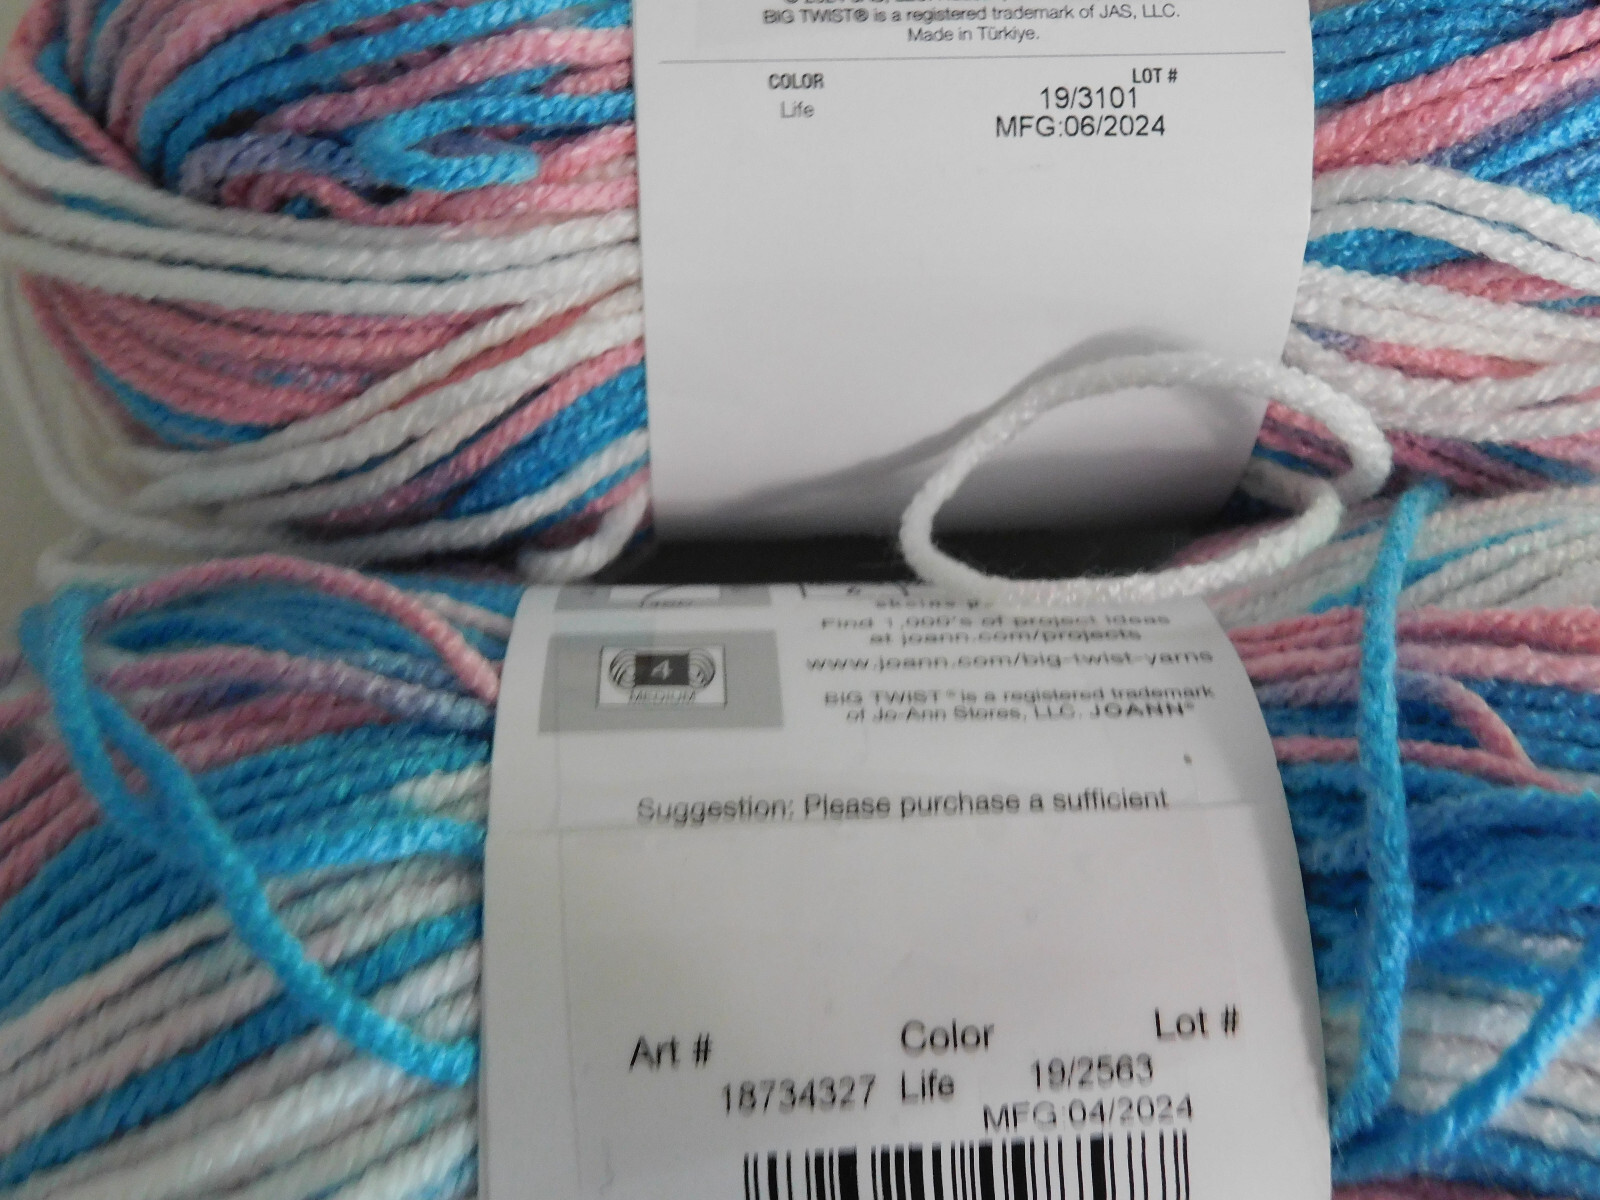 BIG TWIST® is a registered trademark of JAS, LLC.
Made in Türkiye.
COLOR LOT #
Life 19/3101
MFG:06/2024
skeins
Find 1,000's of project ideas
at joann.com/projects
www.joann.com/big-twist-yarns
4
MEDIUM
BIG TWIST® is a registered trademark
of Jo-Ann Stores, LLC. JOANN®
Suggestion: Please purchase a sufficient
Art # Color Lot #
18734327 Life 19/2563
MFG:04/2024